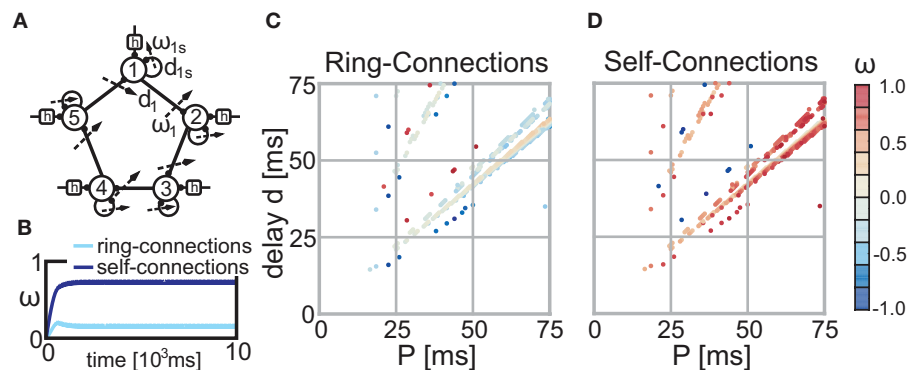 A
h
ω1s
1
d1s
d1
h
5
2
h
ω1
h
4
3
h
B
1
ring-connections
self-connections
ω
0
0
10
time [10³ms]
C
Ring-Connections
75
50
25
0
delay d [ms]
0
25
50
75
P [ms]
D
Self-Connections
0
25
50
75
P [ms]
ω
1.0
0.5
0.0
-0.5
-1.0